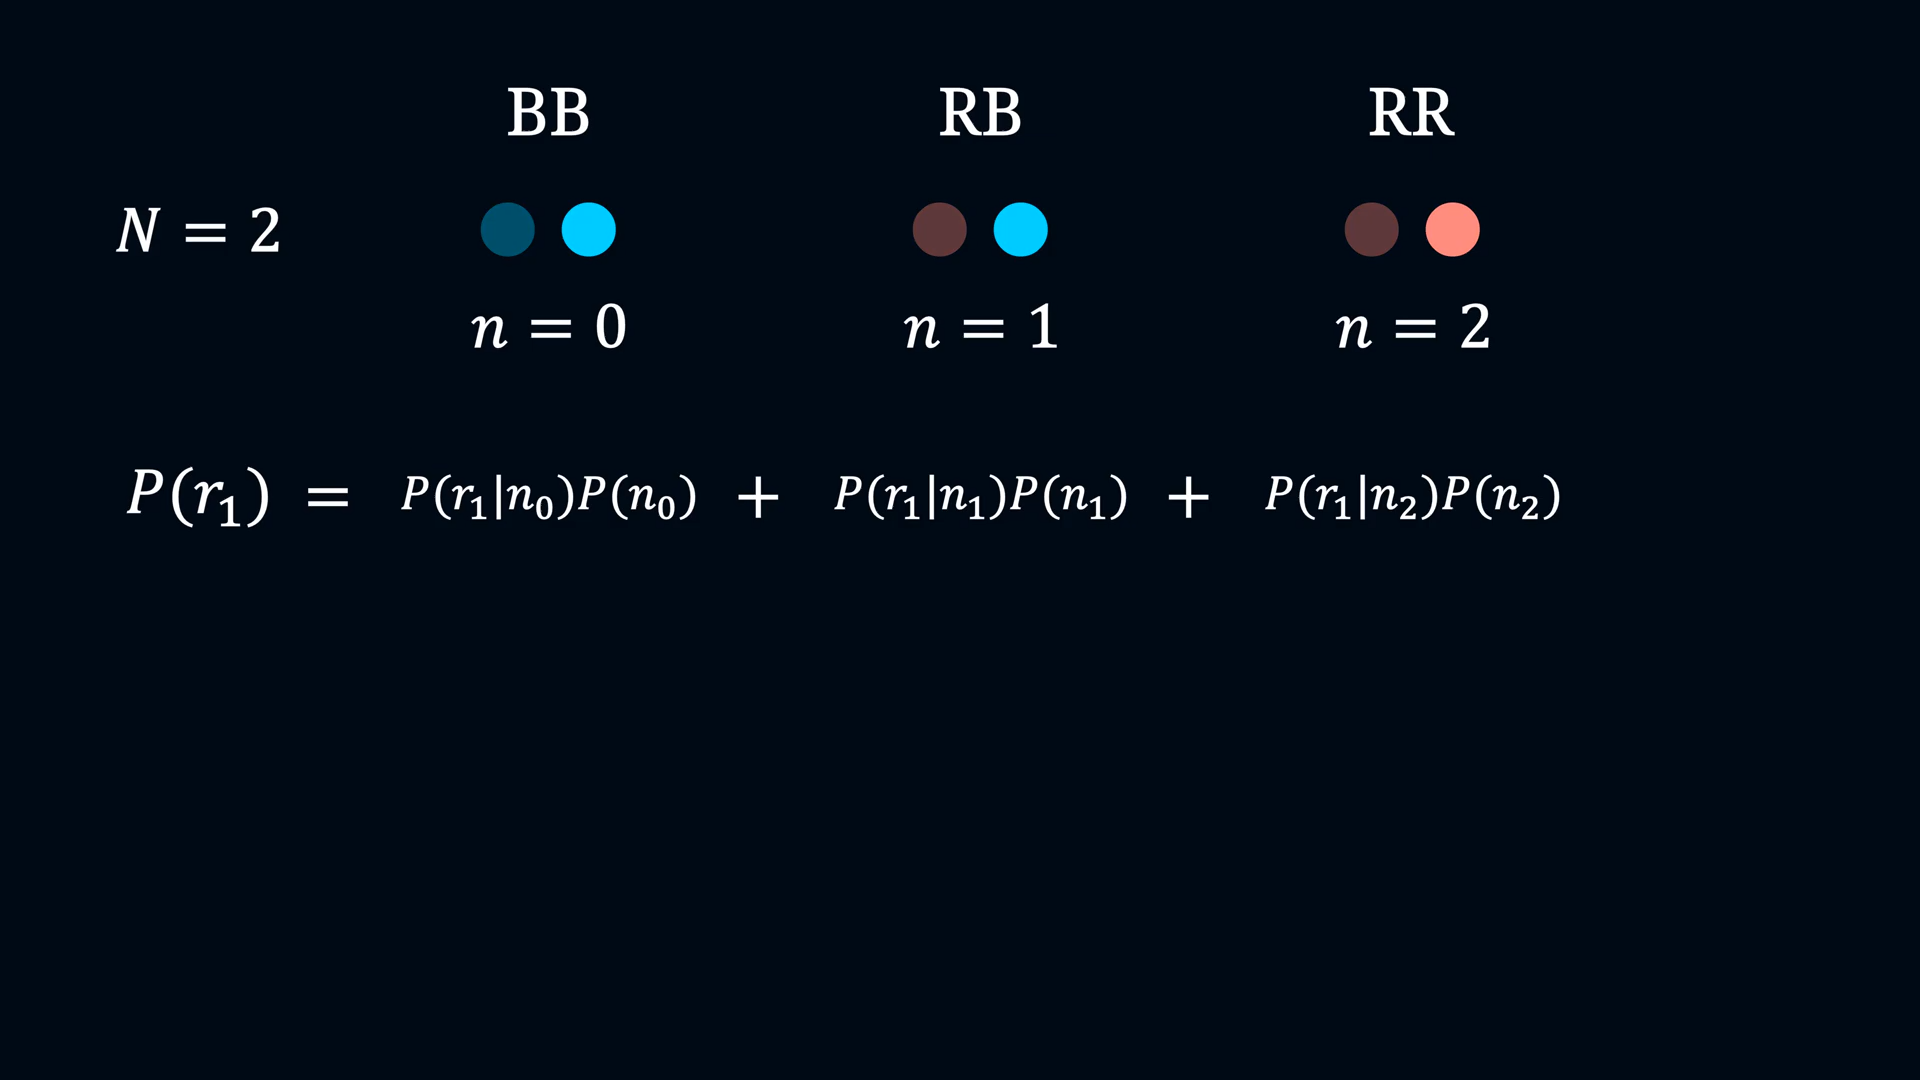 BB RB RR
N = 2
n = 0 n = 1 n = 2
P(r₁) = P(r₁|n₀)P(n₀) + P(r₁|n₁)P(n₁) + P(r₁|n₂)P(n₂)